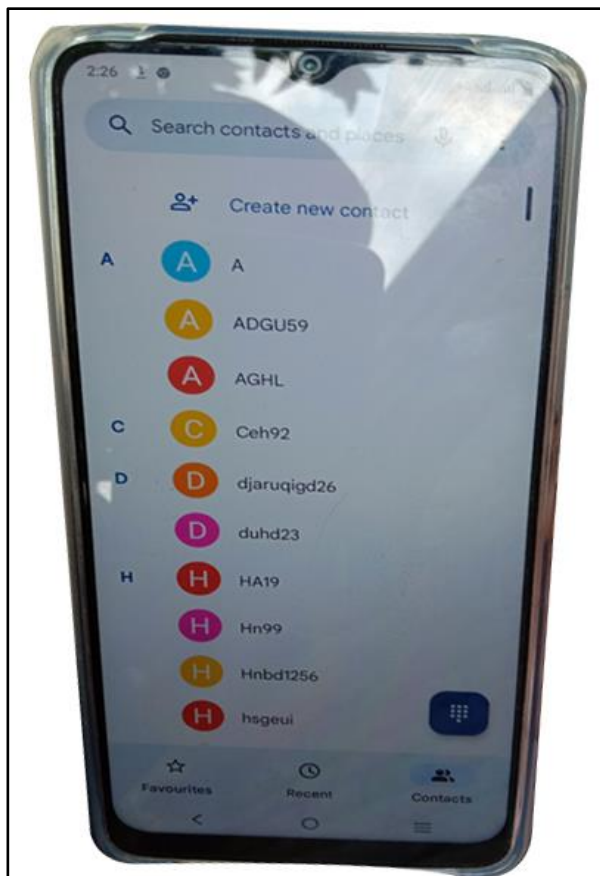 2:26
Search contacts and places
Create new contact
A A A
A ADGU59
A AGHL
C C Ceh92
D D djaruqigd26
D duhd23
H H HA19
H Hn99
H Hnbd1256
H hsgeui
Favourites Recent Contacts